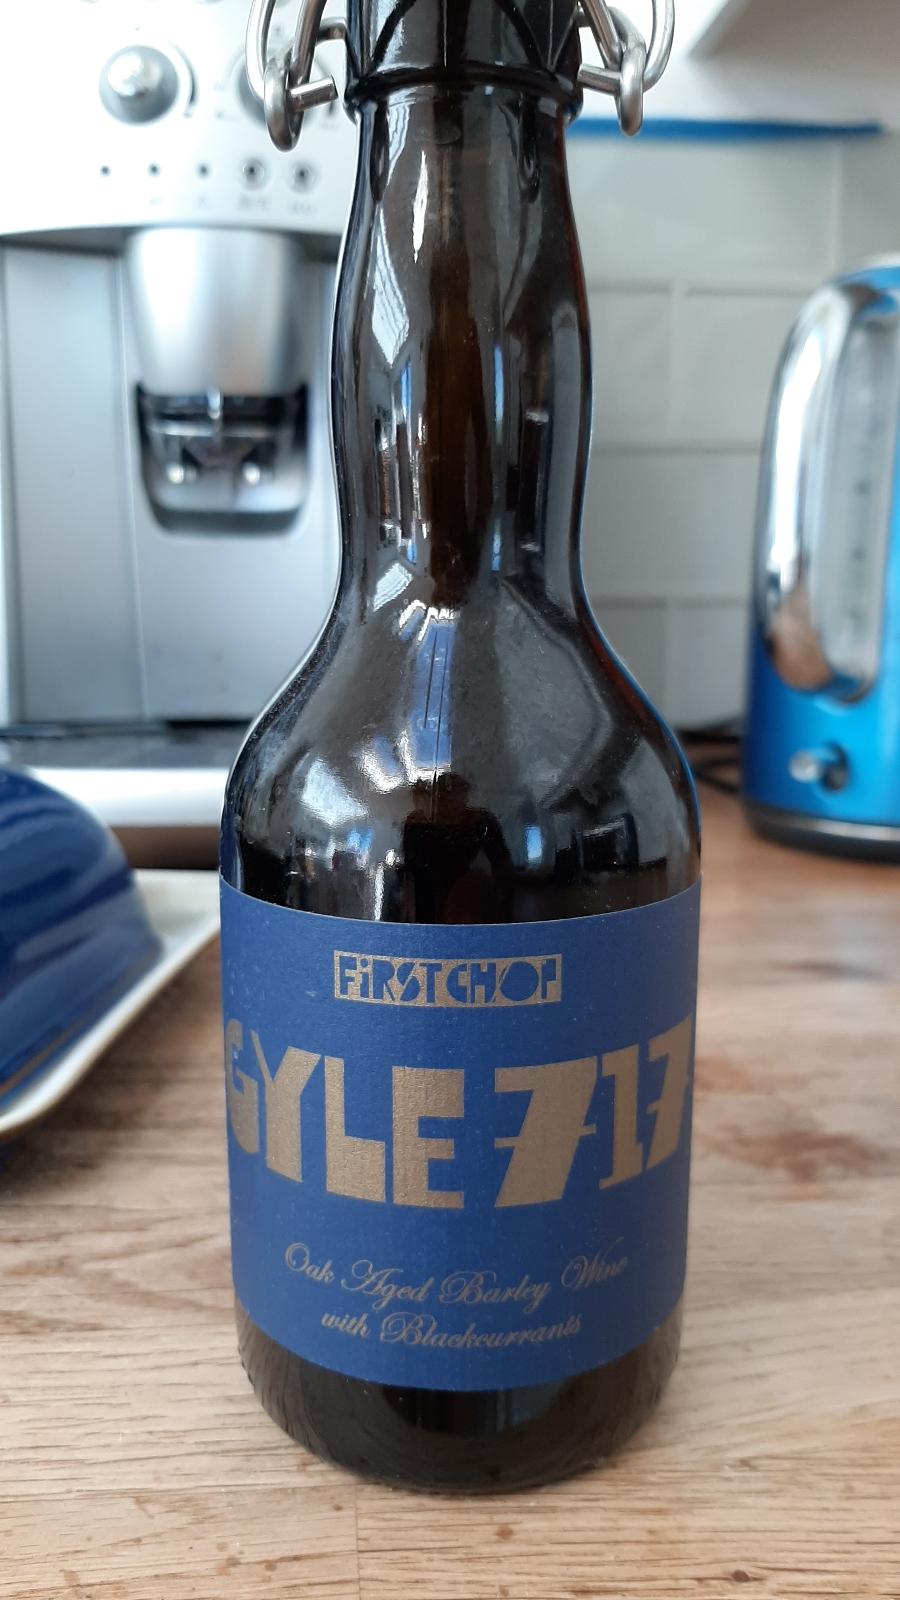 FiRST CHOP
GYLE 717
Oak Aged Barley Wine
with Blackcurrants